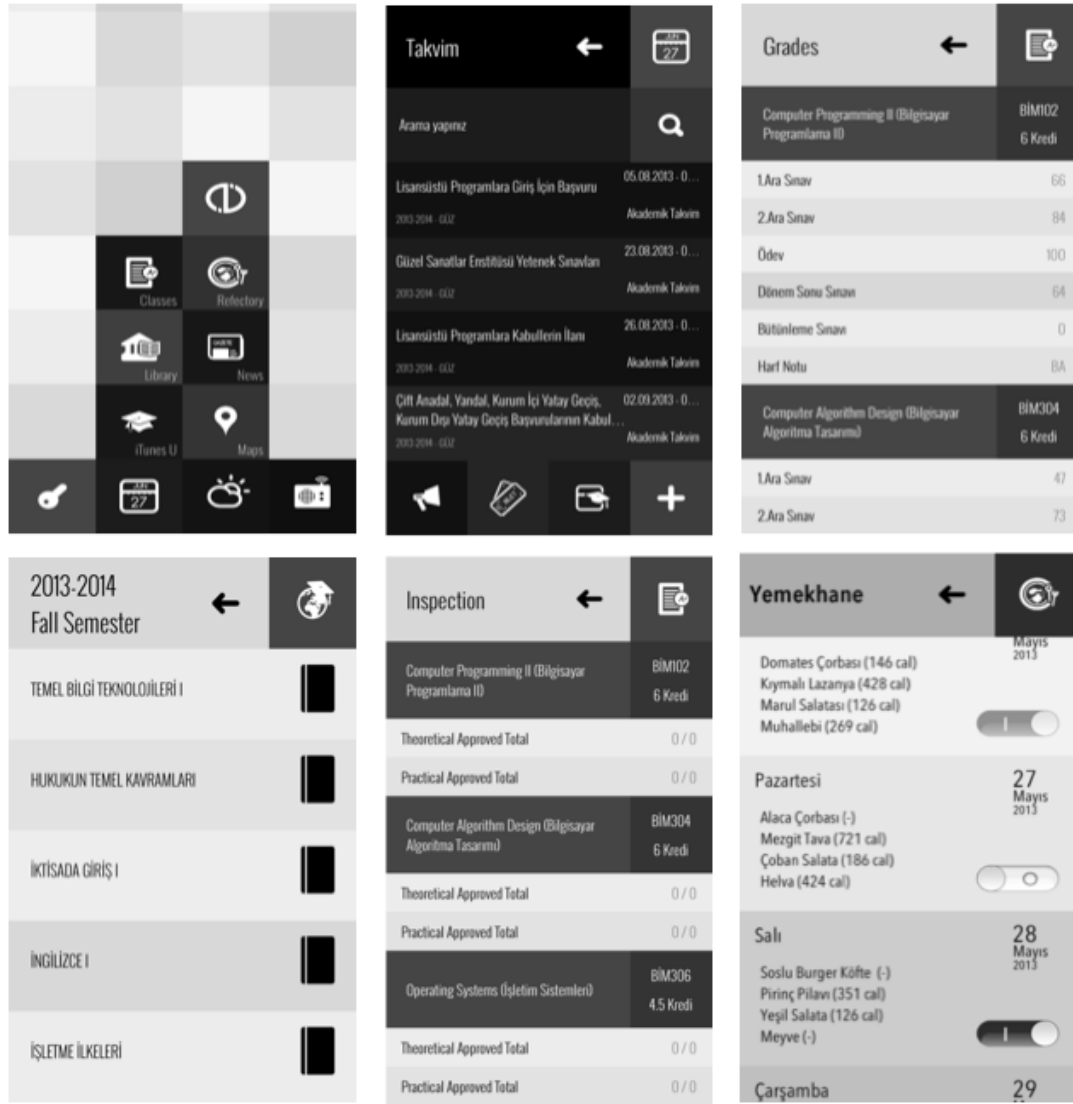 Classes
Refectory
Library
News
iTunes U
Maps
27
Takvim
27
Arama yapınız
Lisansüstü Programlara Giriş İçin Başvuru
05.08.2013 - 0...
2013-2014 - GÜZ
Akademik Takvim
Güzel Sanatlar Enstitüsü Yetenek Sınavları
23.08.2013 - 0...
2013-2014 - GÜZ
Akademik Takvim
Lisansüstü Programlara Kabullerin İlanı
26.08.2013 - 0...
2013-2014 - GÜZ
Akademik Takvim
Çift Anadal, Yandal, Kurum İçi Yatay Geçiş,
Kurum Dışı Yatay Geçiş Başvurularının Kabul...
02.09.2013 - 0...
2013-2014 - GÜZ
Akademik Takvim
Grades
Computer Programming II (Bilgisayar
Programlama II)
BİM102
6 Kredi
1.Ara Sınav 66
2.Ara Sınav 84
Ödev 100
Dönem Sonu Sınavı 64
Bütünleme Sınavı 0
Harf Notu BA
Computer Algorithm Design (Bilgisayar
Algoritma Tasarımı)
BİM304
6 Kredi
1.Ara Sınav 47
2.Ara Sınav 73
2013-2014
Fall Semester
TEMEL BİLGİ TEKNOLOJİLERİ I
HUKUKUN TEMEL KAVRAMLARI
İKTİSADA GİRİŞ I
İNGİLİZCE I
İŞLETME İLKELERİ
Inspection
Computer Programming II (Bilgisayar
Programlama II)
BİM102
6 Kredi
Theoretical Approved Total 0 / 0
Practical Approved Total 0 / 0
Computer Algorithm Design (Bilgisayar
Algoritma Tasarımı)
BİM304
6 Kredi
Theoretical Approved Total 0 / 0
Practical Approved Total 0 / 0
Operating Systems (İşletim Sistemleri)
BİM306
4.5 Kredi
Theoretical Approved Total 0 / 0
Practical Approved Total 0 / 0
Yemekhane
Mayıs
2013
Domates Çorbası (146 cal)
Kıymalı Lazanya (428 cal)
Marul Salatası (126 cal)
Muhallebi (269 cal)
Pazartesi
27
Mayıs
2013
Alaca Çorbası (-)
Mezgit Tava (721 cal)
Çoban Salata (186 cal)
Helva (424 cal)
Salı
28
Mayıs
2013
Soslu Burger Köfte (-)
Pirinç Pilavı (351 cal)
Yeşil Salata (126 cal)
Meyve (-)
Çarşamba
29